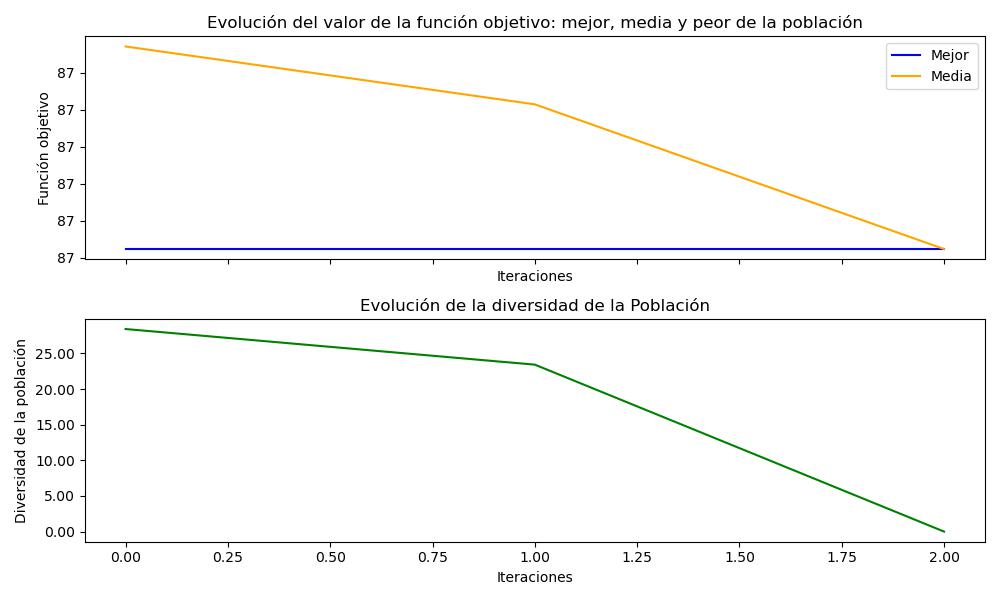 Evolución del valor de la función objetivo: mejor, media y peor de la población
Función objetivo
87
87
87
87
87
87
Mejor
Media
Iteraciones
Evolución de la diversidad de la Población
Diversidad de la población
25.00
20.00
15.00
10.00
5.00
0.00
0.00 0.25 0.50 0.75 1.00 1.25 1.50 1.75 2.00
Iteraciones